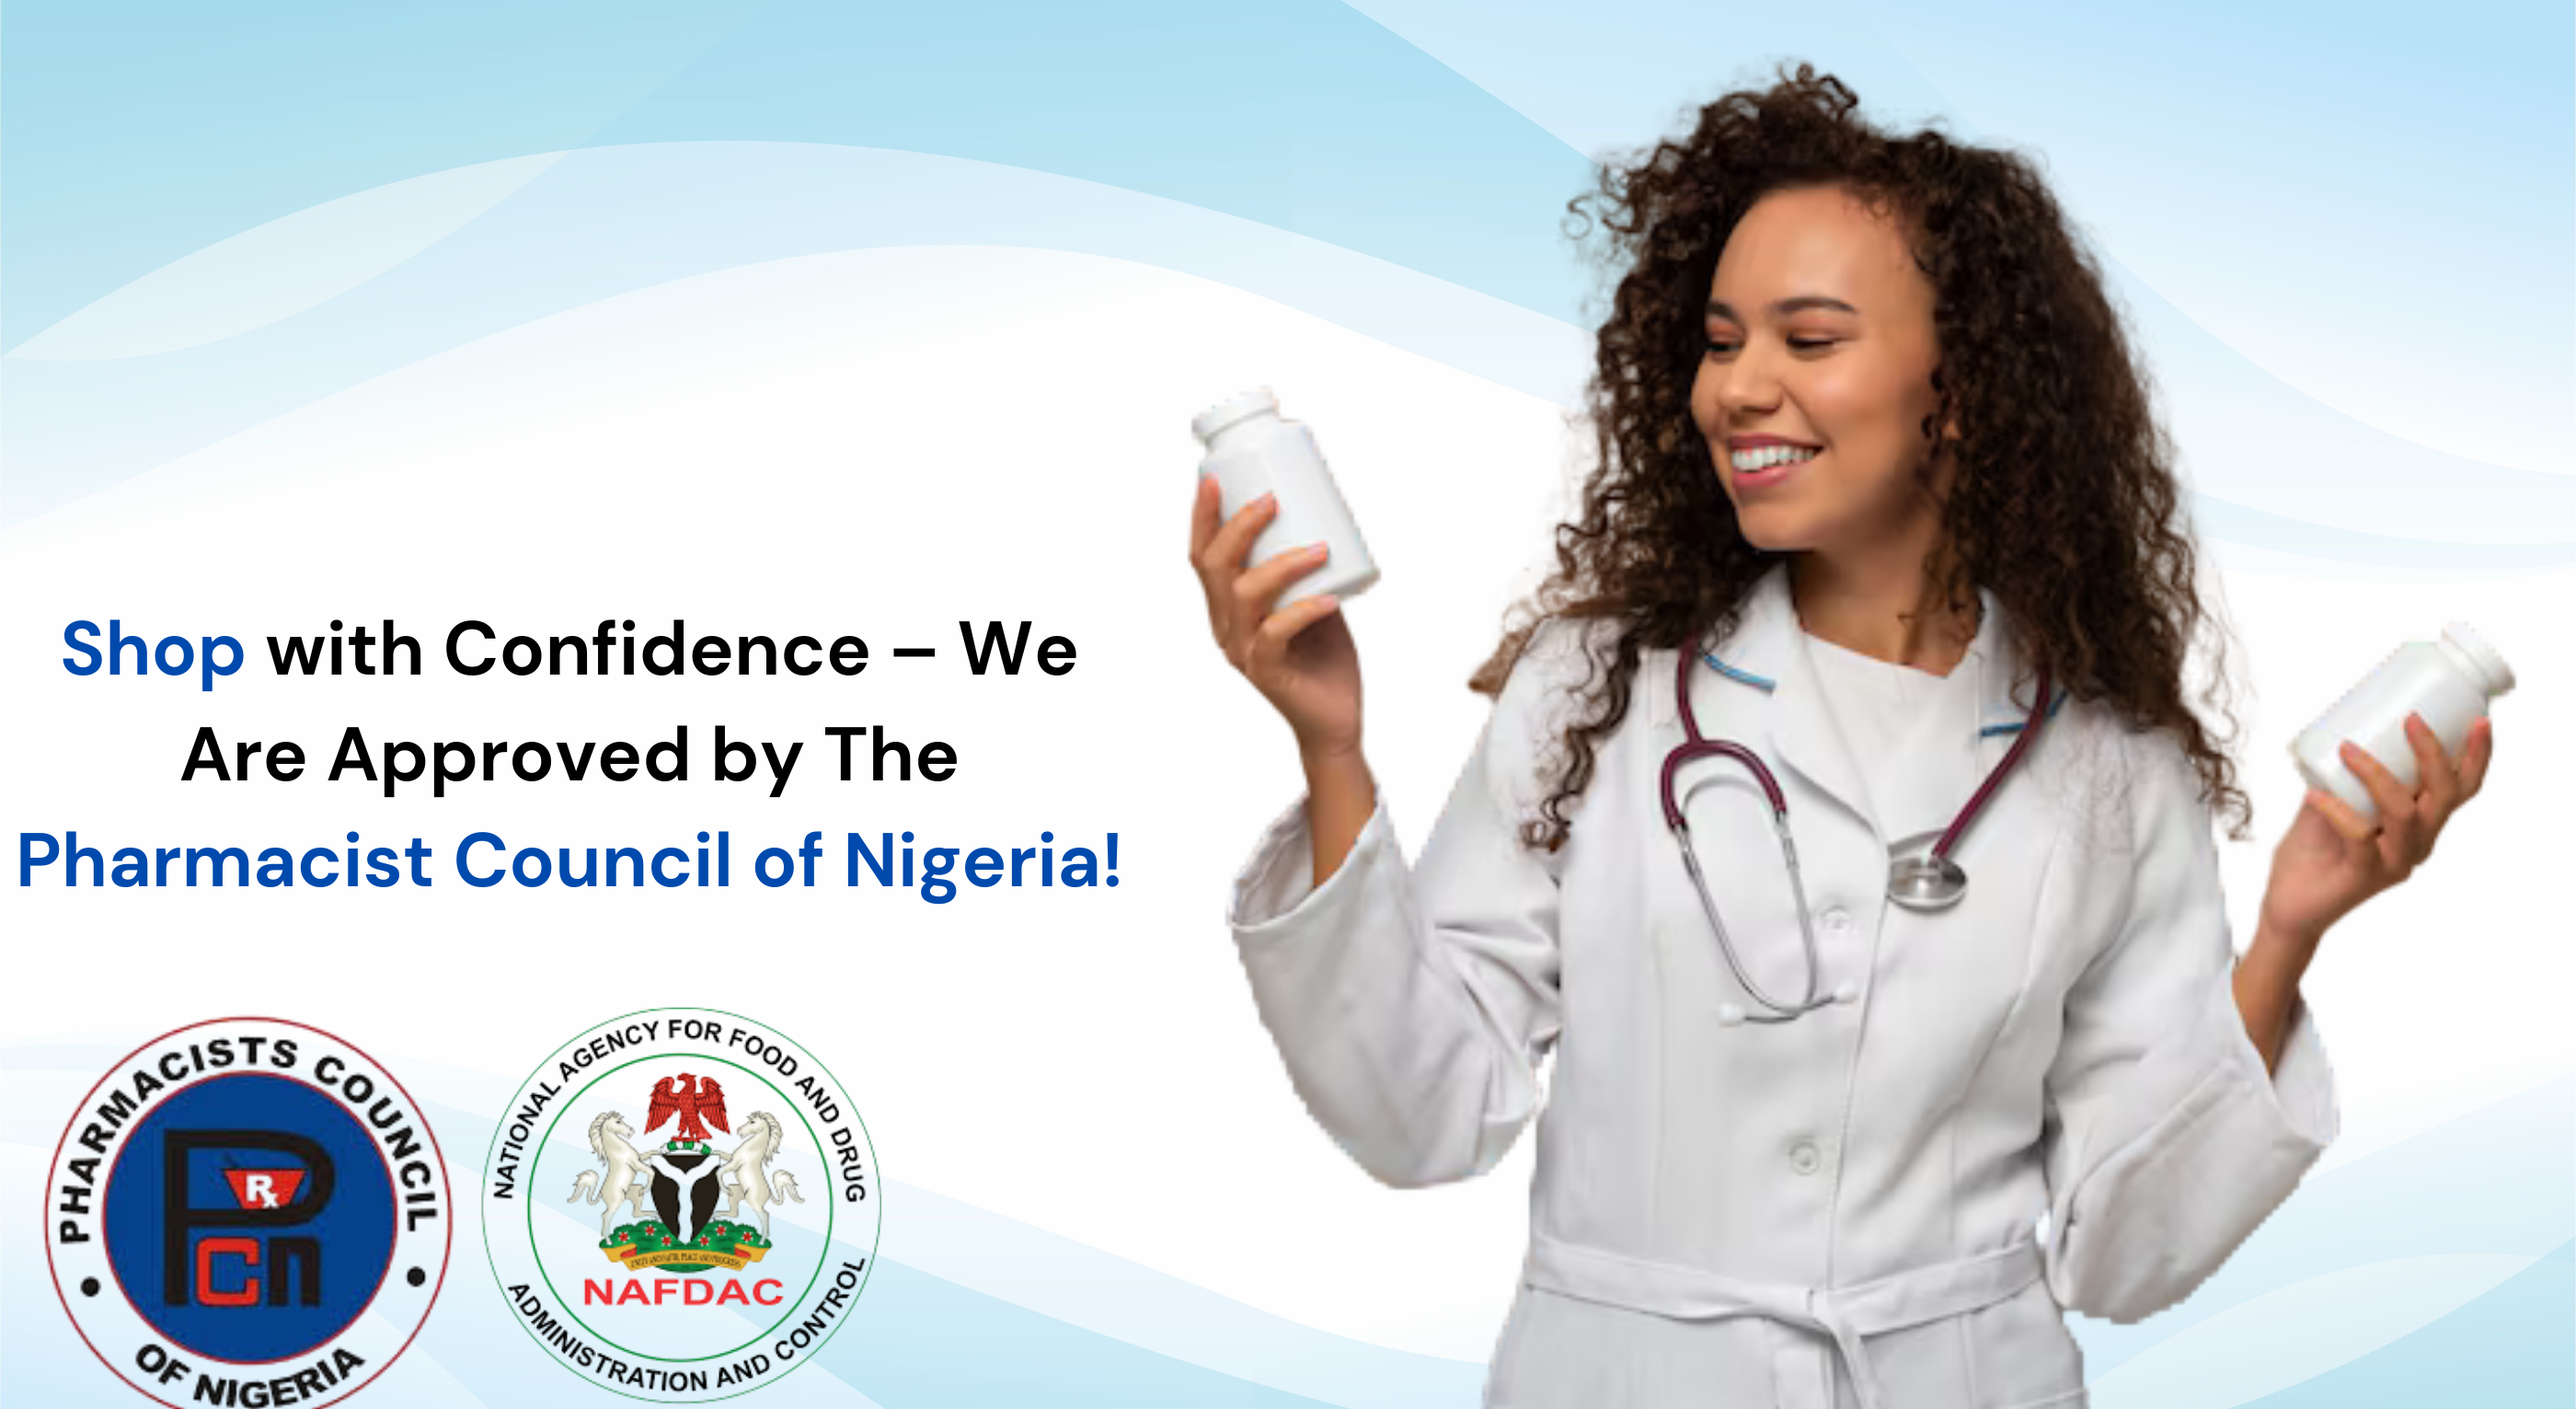 Shop with Confidence – We
Are Approved by The
Pharmacist Council of Nigeria!
PHARMACISTS COUNCIL
OF NIGERIA
Rx
Pcn
NATIONAL AGENCY FOR FOOD AND DRUG
ADMINISTRATION AND CONTROL
NAFDAC